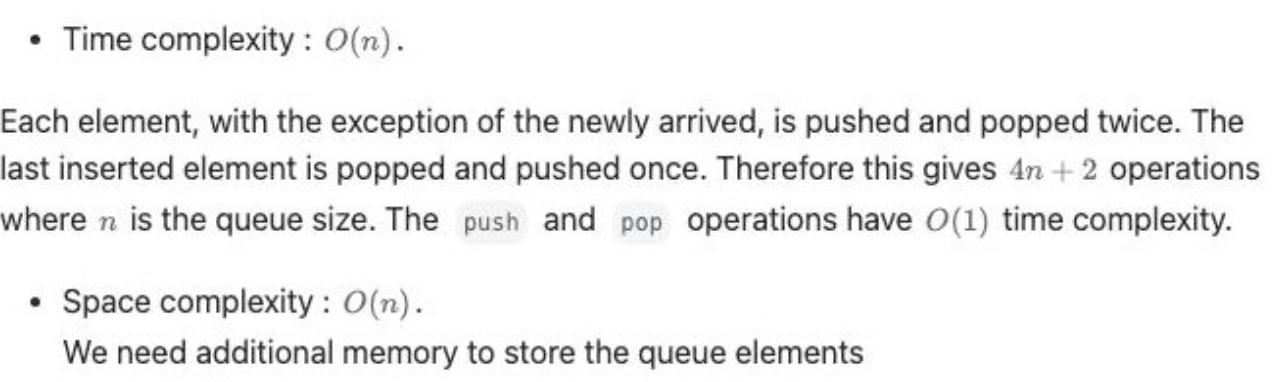 • Time complexity : O(n).
Each element, with the exception of the newly arrived, is pushed and popped twice. The
last inserted element is popped and pushed once. Therefore this gives 4n + 2 operations
where n is the queue size. The push and pop operations have O(1) time complexity.
• Space complexity : O(n).
We need additional memory to store the queue elements